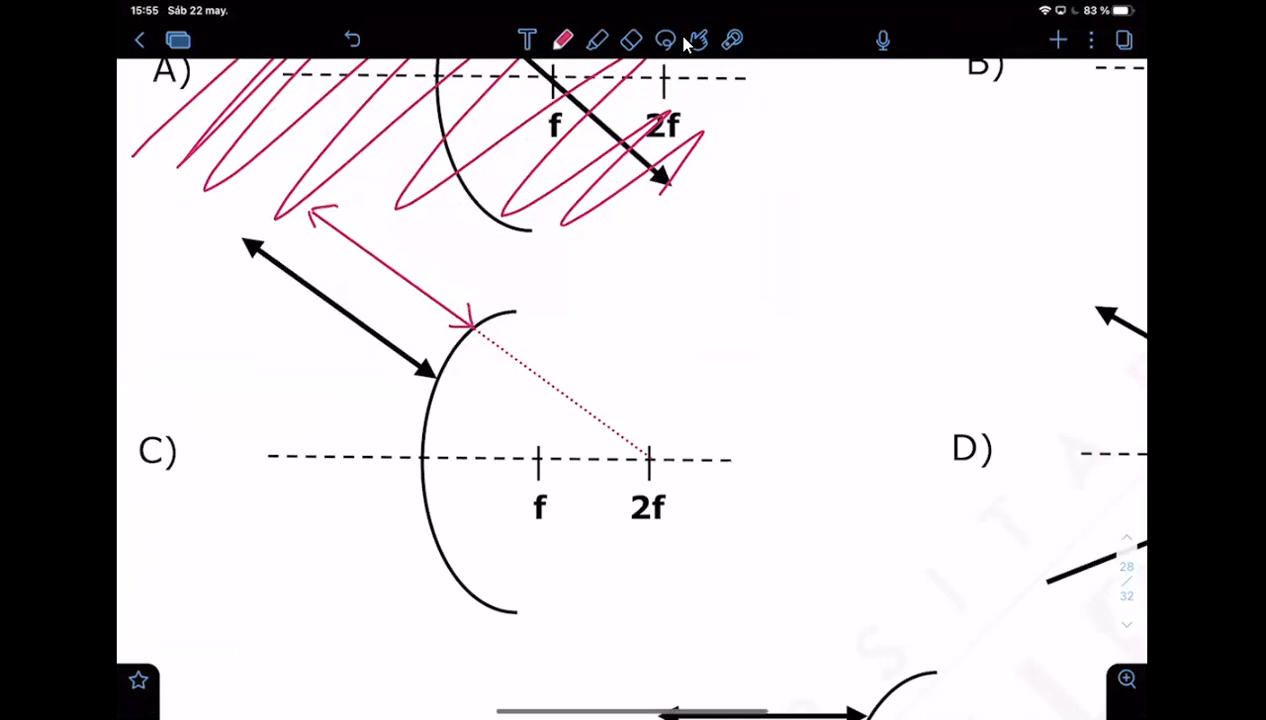 15:55 Sáb 22 may. 83 %
T
A) B)
f 2f
C) D)
f 2f
28
/
32
S I T A